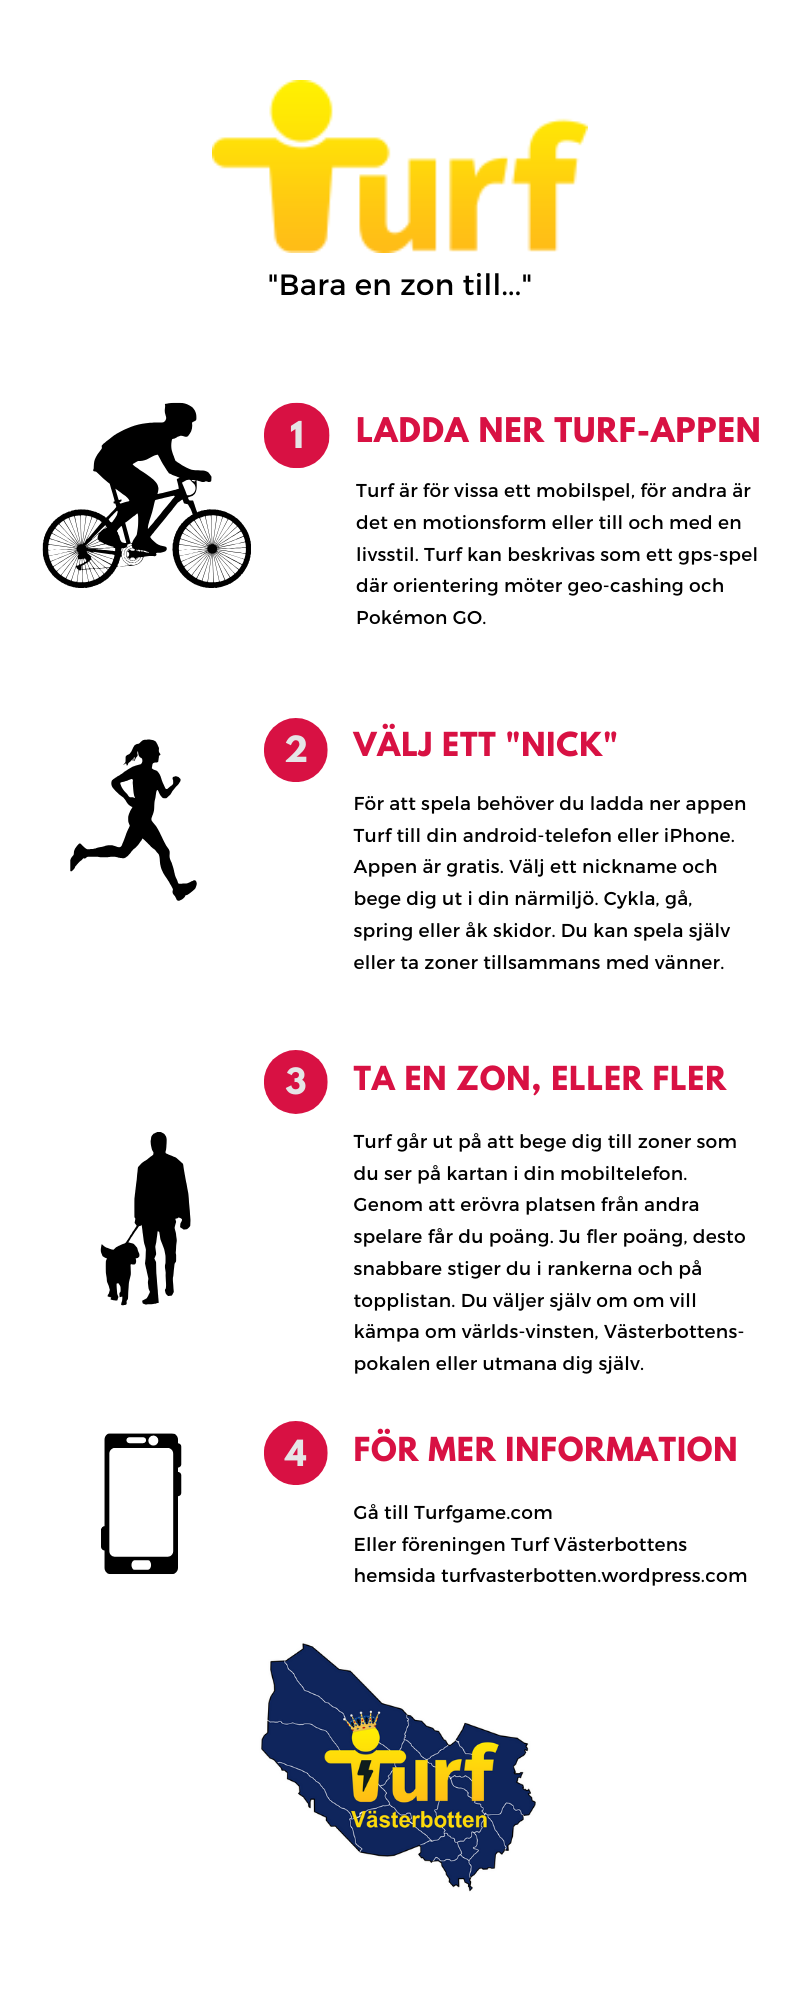 Turf
"Bara en zon till..."
1
LADDA NER TURF-APPEN
Turf är för vissa ett mobilspel, för andra är
det en motionsform eller till och med en
livsstil. Turf kan beskrivas som ett gps-spel
där orientering möter geo-cashing och
Pokémon GO.
2
VÄLJ ETT "NICK"
För att spela behöver du ladda ner appen
Turf till din android-telefon eller iPhone.
Appen är gratis. Välj ett nickname och
bege dig ut i din närmiljö. Cykla, gå,
spring eller åk skidor. Du kan spela själv
eller ta zoner tillsammans med vänner.
3
TA EN ZON, ELLER FLER
Turf går ut på att bege dig till zoner som
du ser på kartan i din mobiltelefon.
Genom att erövra platsen från andra
spelare får du poäng. Ju fler poäng, desto
snabbare stiger du i rankerna och på
topplistan. Du väljer själv om om vill
kämpa om världs-vinsten, Västerbottens-
pokalen eller utmana dig själv.
4
FÖR MER INFORMATION
Gå till Turfgame.com
Eller föreningen Turf Västerbottens
hemsida turfvasterbotten.wordpress.com
Turf
Västerbotten